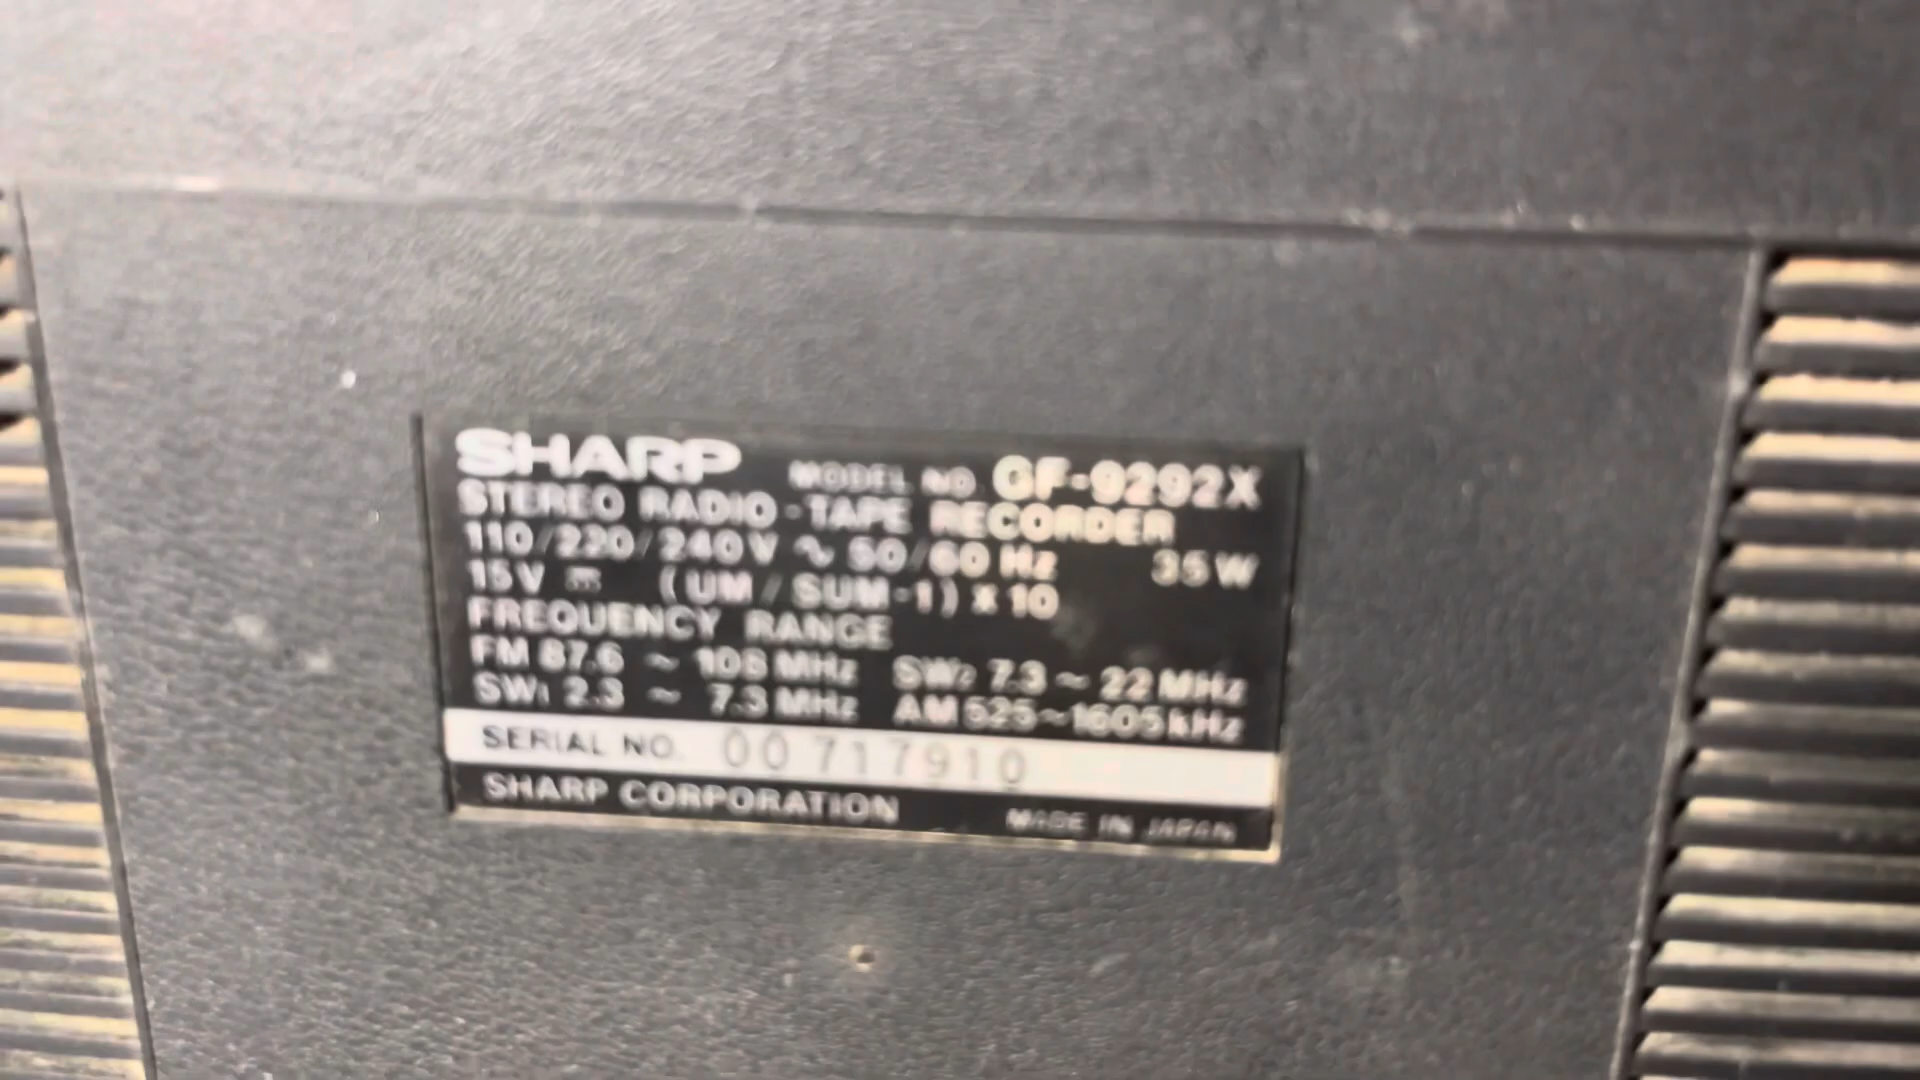 SHARP MODEL NO. GF-9292X
STEREO RADIO-TAPE RECORDER
110/220/240V ∿ 50/60 Hz 35W
15V ⎓ (UM/SUM-1) X 10
FREQUENCY RANGE
FM 87.6 ~ 108 MHz SW2 7.3 ~ 22 MHz
SW1 2.3 ~ 7.3 MHz AM 525~1605kHz
SERIAL NO. 00717910
SHARP CORPORATION MADE IN JAPAN